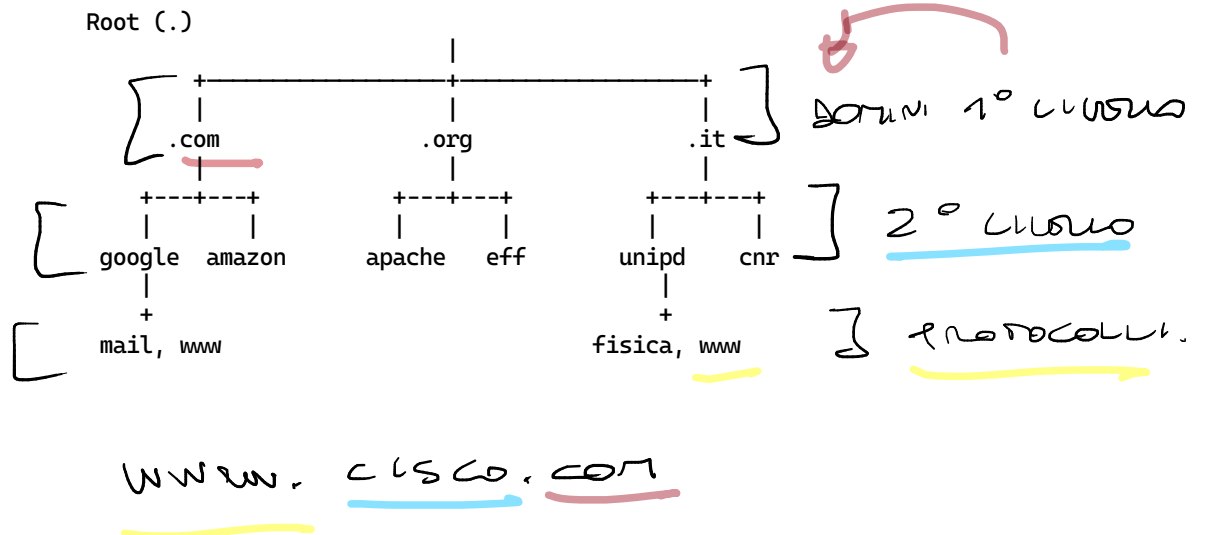 Root (.)
.com .org .it
DOMINI 1° LIVELLO
google amazon apache eff unipd cnr
2° LIVELLO
mail, www fisica, www
PROTOCOLLI.
www. CISCO.COM